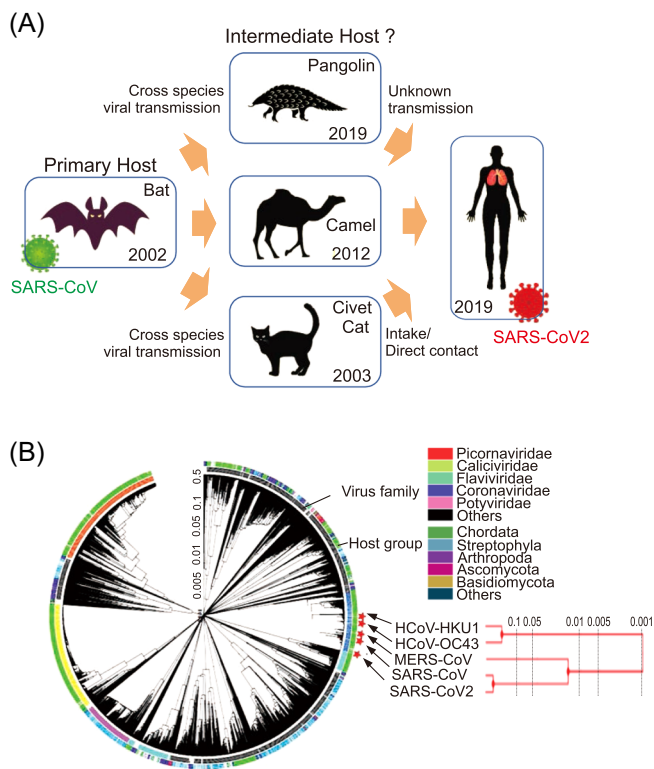 (A)
Intermediate Host ?
Pangolin
Cross species
viral transmission
Unknown
transmission
2019
Primary Host
Bat
2002
SARS-CoV
Camel
2012
2019
SARS-CoV2
Civet
Cat
Cross species
viral transmission
Intake/
Direct contact
2003
(B)
0.5
0.1
0.05
0.01
0.005
Virus family
Host group
Picornaviridae
Caliciviridae
Flaviviridae
Coronaviridae
Potyviridae
Others
Chordata
Streptophyla
Arthropoda
Ascomycota
Basidiomycota
Others
HCoV-HKU1
HCoV-OC43
MERS-CoV
SARS-CoV
SARS-CoV2
0.1 0.05 0.01 0.005 0.001